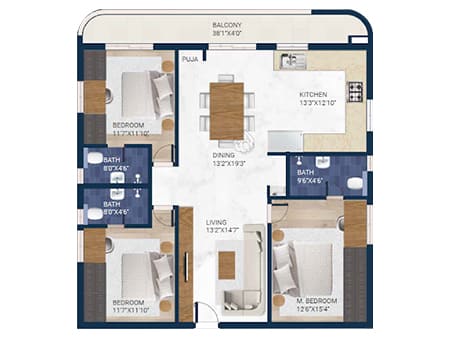 BALCONY
38'1"X4'0"
PUJA
KITCHEN
13'3"X12'10"
BEDROOM
11'7"X11'10"
DINING
13'2"X19'3"
BATH
8'0"X4'6"
BATH
9'6"X4'6"
BATH
8'0"X4'6"
LIVING
13'2"X14'7"
BEDROOM
11'7"X11'10"
M. BEDROOM
12'6"X15'4"